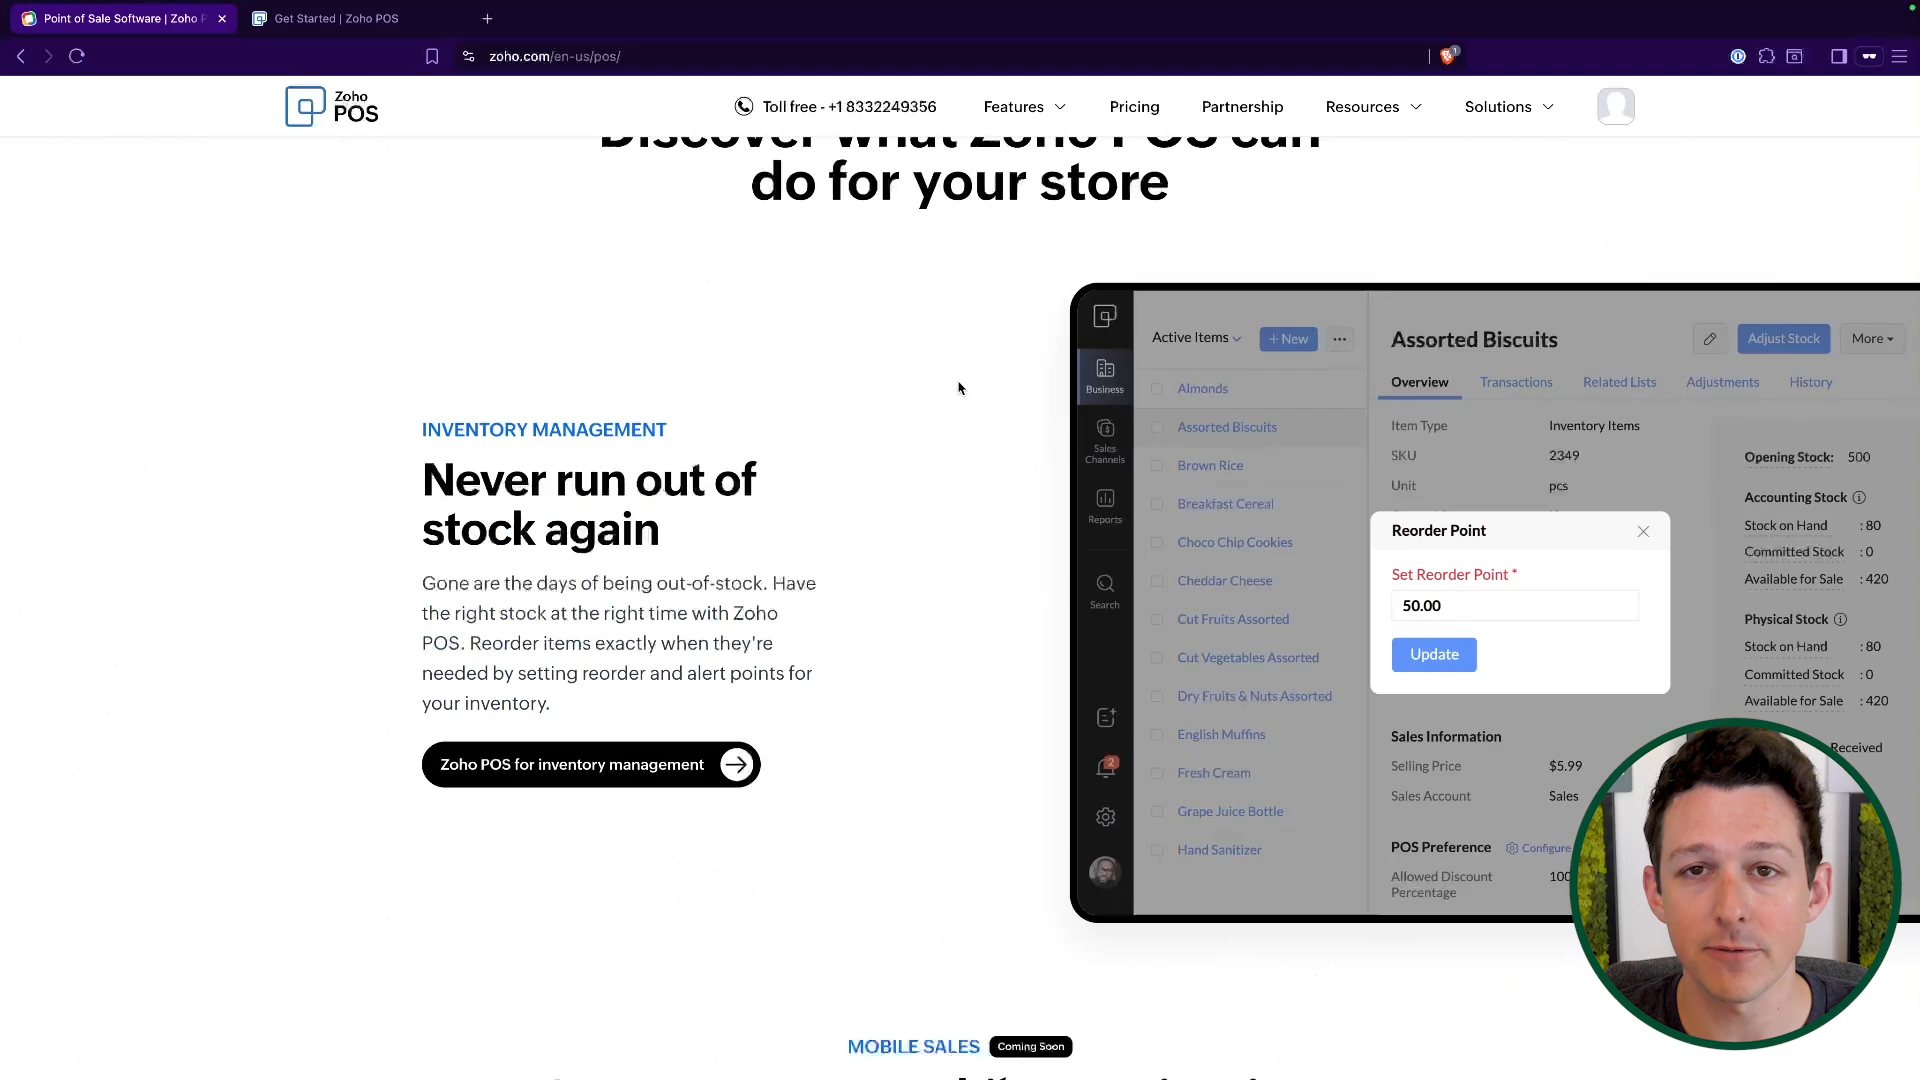 Point of Sale Software | Zoho P
Get Started | Zoho POS
zoho.com/en-us/pos/
1
Zoho
POS
Toll free - +1 8332249356
Features
Pricing
Partnership
Resources
Solutions
Discover what Zoho POS can
do for your store
INVENTORY MANAGEMENT
Never run out of
stock again
Gone are the days of being out-of-stock. Have
the right stock at the right time with Zoho
POS. Reorder items exactly when they're
needed by setting reorder and alert points for
your inventory.
Zoho POS for inventory management
Business
Sales
Channels
Reports
Search
2
Active Items
+ New
Almonds
Assorted Biscuits
Brown Rice
Breakfast Cereal
Choco Chip Cookies
Cheddar Cheese
Cut Fruits Assorted
Cut Vegetables Assorted
Dry Fruits & Nuts Assorted
English Muffins
Fresh Cream
Grape Juice Bottle
Hand Sanitizer
Assorted Biscuits
Adjust Stock
More
Overview
Transactions
Related Lists
Adjustments
History
Item Type
Inventory Items
SKU
2349
Unit
pcs
Reorder Point
Set Reorder Point *
50.00
Update
Opening Stock: 500
Accounting Stock
Stock on Hand : 80
Committed Stock : 0
Available for Sale : 420
Physical Stock
Stock on Hand : 80
Committed Stock : 0
Available for Sale : 420
Received
Sales Information
Selling Price
$5.99
Sales Account
Sales
POS Preference
Configure
Allowed Discount
Percentage
MOBILE SALES
Coming Soon